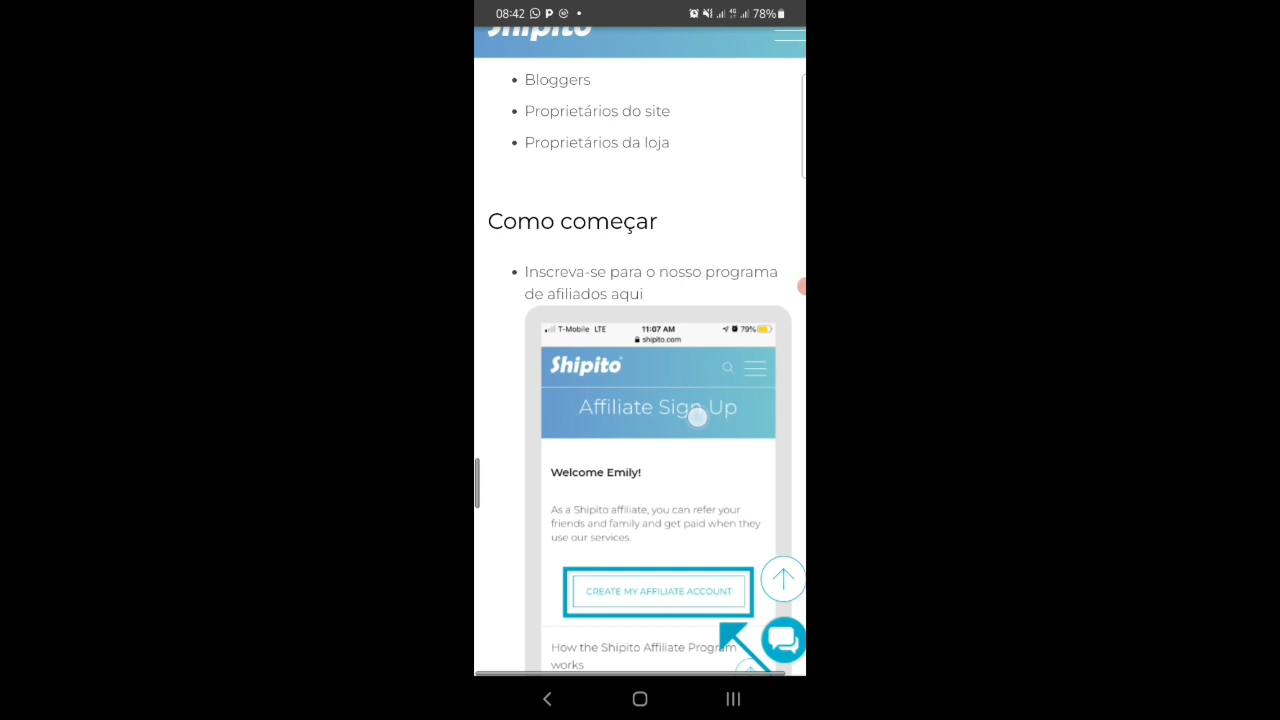 08:42 78%
Shipito
Bloggers
Proprietários do site
Proprietários da loja
Como começar
Inscreva-se para o nosso programa
de afiliados aqui
T-Mobile LTE 11:07 AM 79%
shipito.com
Shipito
Affiliate Sign Up
Welcome Emily!
As a Shipito affiliate, you can refer your
friends and family and get paid when they
use our services.
CREATE MY AFFILIATE ACCOUNT
How the Shipito Affiliate Program
works